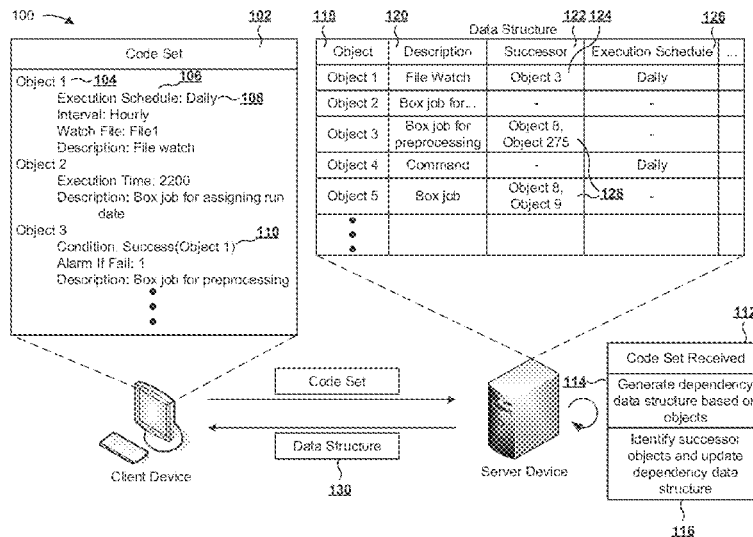 100
102
Code Set
Object 1 104 106
Execution Schedule: Daily 108
Interval: Hourly
Watch File: File1
Description: File watch
Object 2
Execution Time: 2200
Description: Box job for assigning run
date
Object 3
Condition: Success(Object 1) 110
Alarm If Fail: 1
Description: Box job for preprocessing
118 120 Data Structure 122 124 126
Object Description Successor Execution Schedule ...
Object 1 File Watch Object 3 Daily
Object 2 Box job for... - -
Object 3 Box job for preprocessing Object 8, Object 275 -
Object 4 Command - Daily
Object 5 Box job Object 8, Object 9 -
128
Client Device
Code Set
Data Structure
130
Server Device
112
Code Set Received
114
Generate dependency
data structure based on
objects
Identify successor
objects and update
dependency data
structure
116